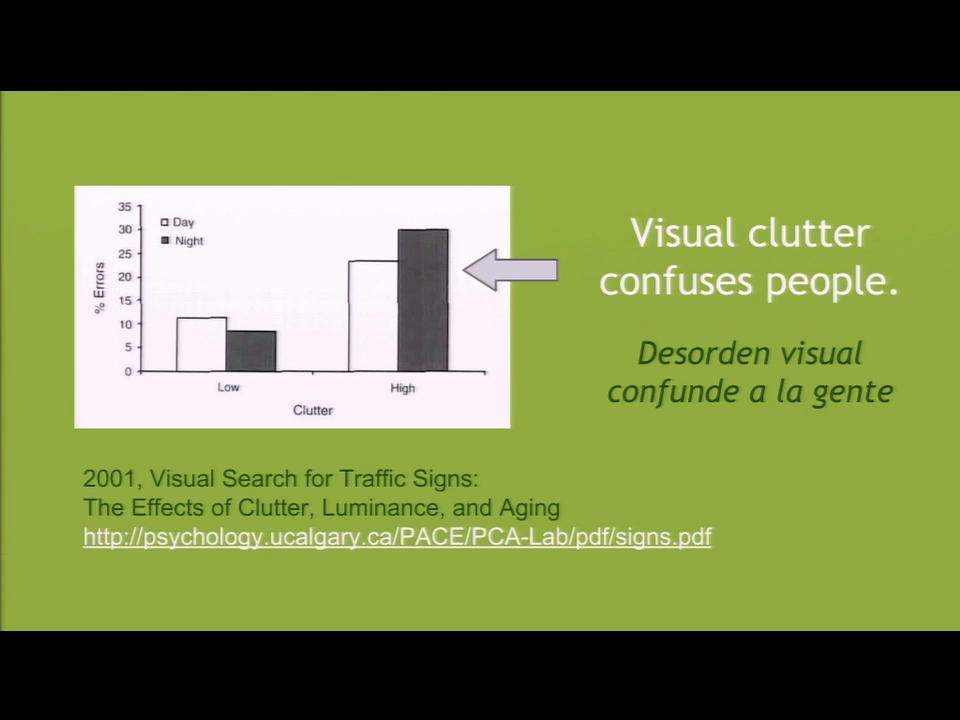 35
30
25
20
15
10
5
0
% Errors
Day
Night
Low
High
Clutter
Visual clutter
confuses people.
Desorden visual
confunde a la gente
2001, Visual Search for Traffic Signs:
The Effects of Clutter, Luminance, and Aging
http://psychology.ucalgary.ca/PACE/PCA-Lab/pdf/signs.pdf